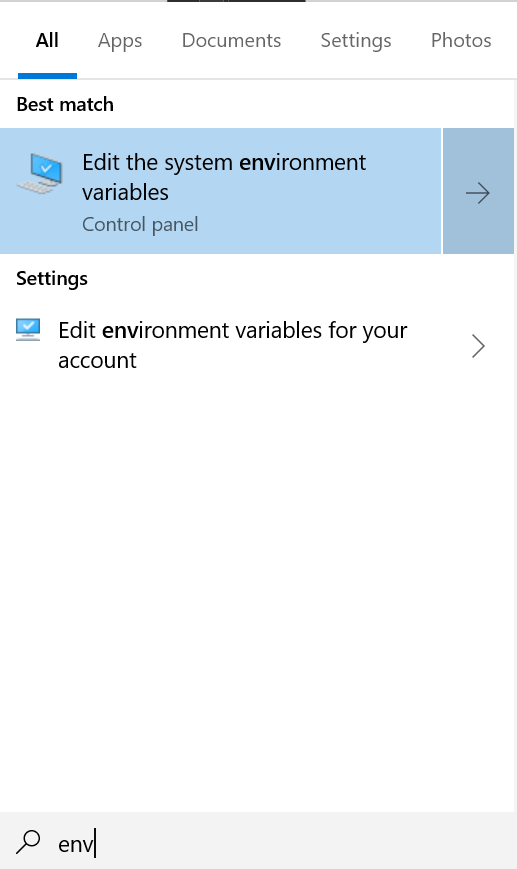 All Apps Documents Settings Photos
Best match
Edit the system environment
variables
Control panel
Settings
Edit environment variables for your
account
env